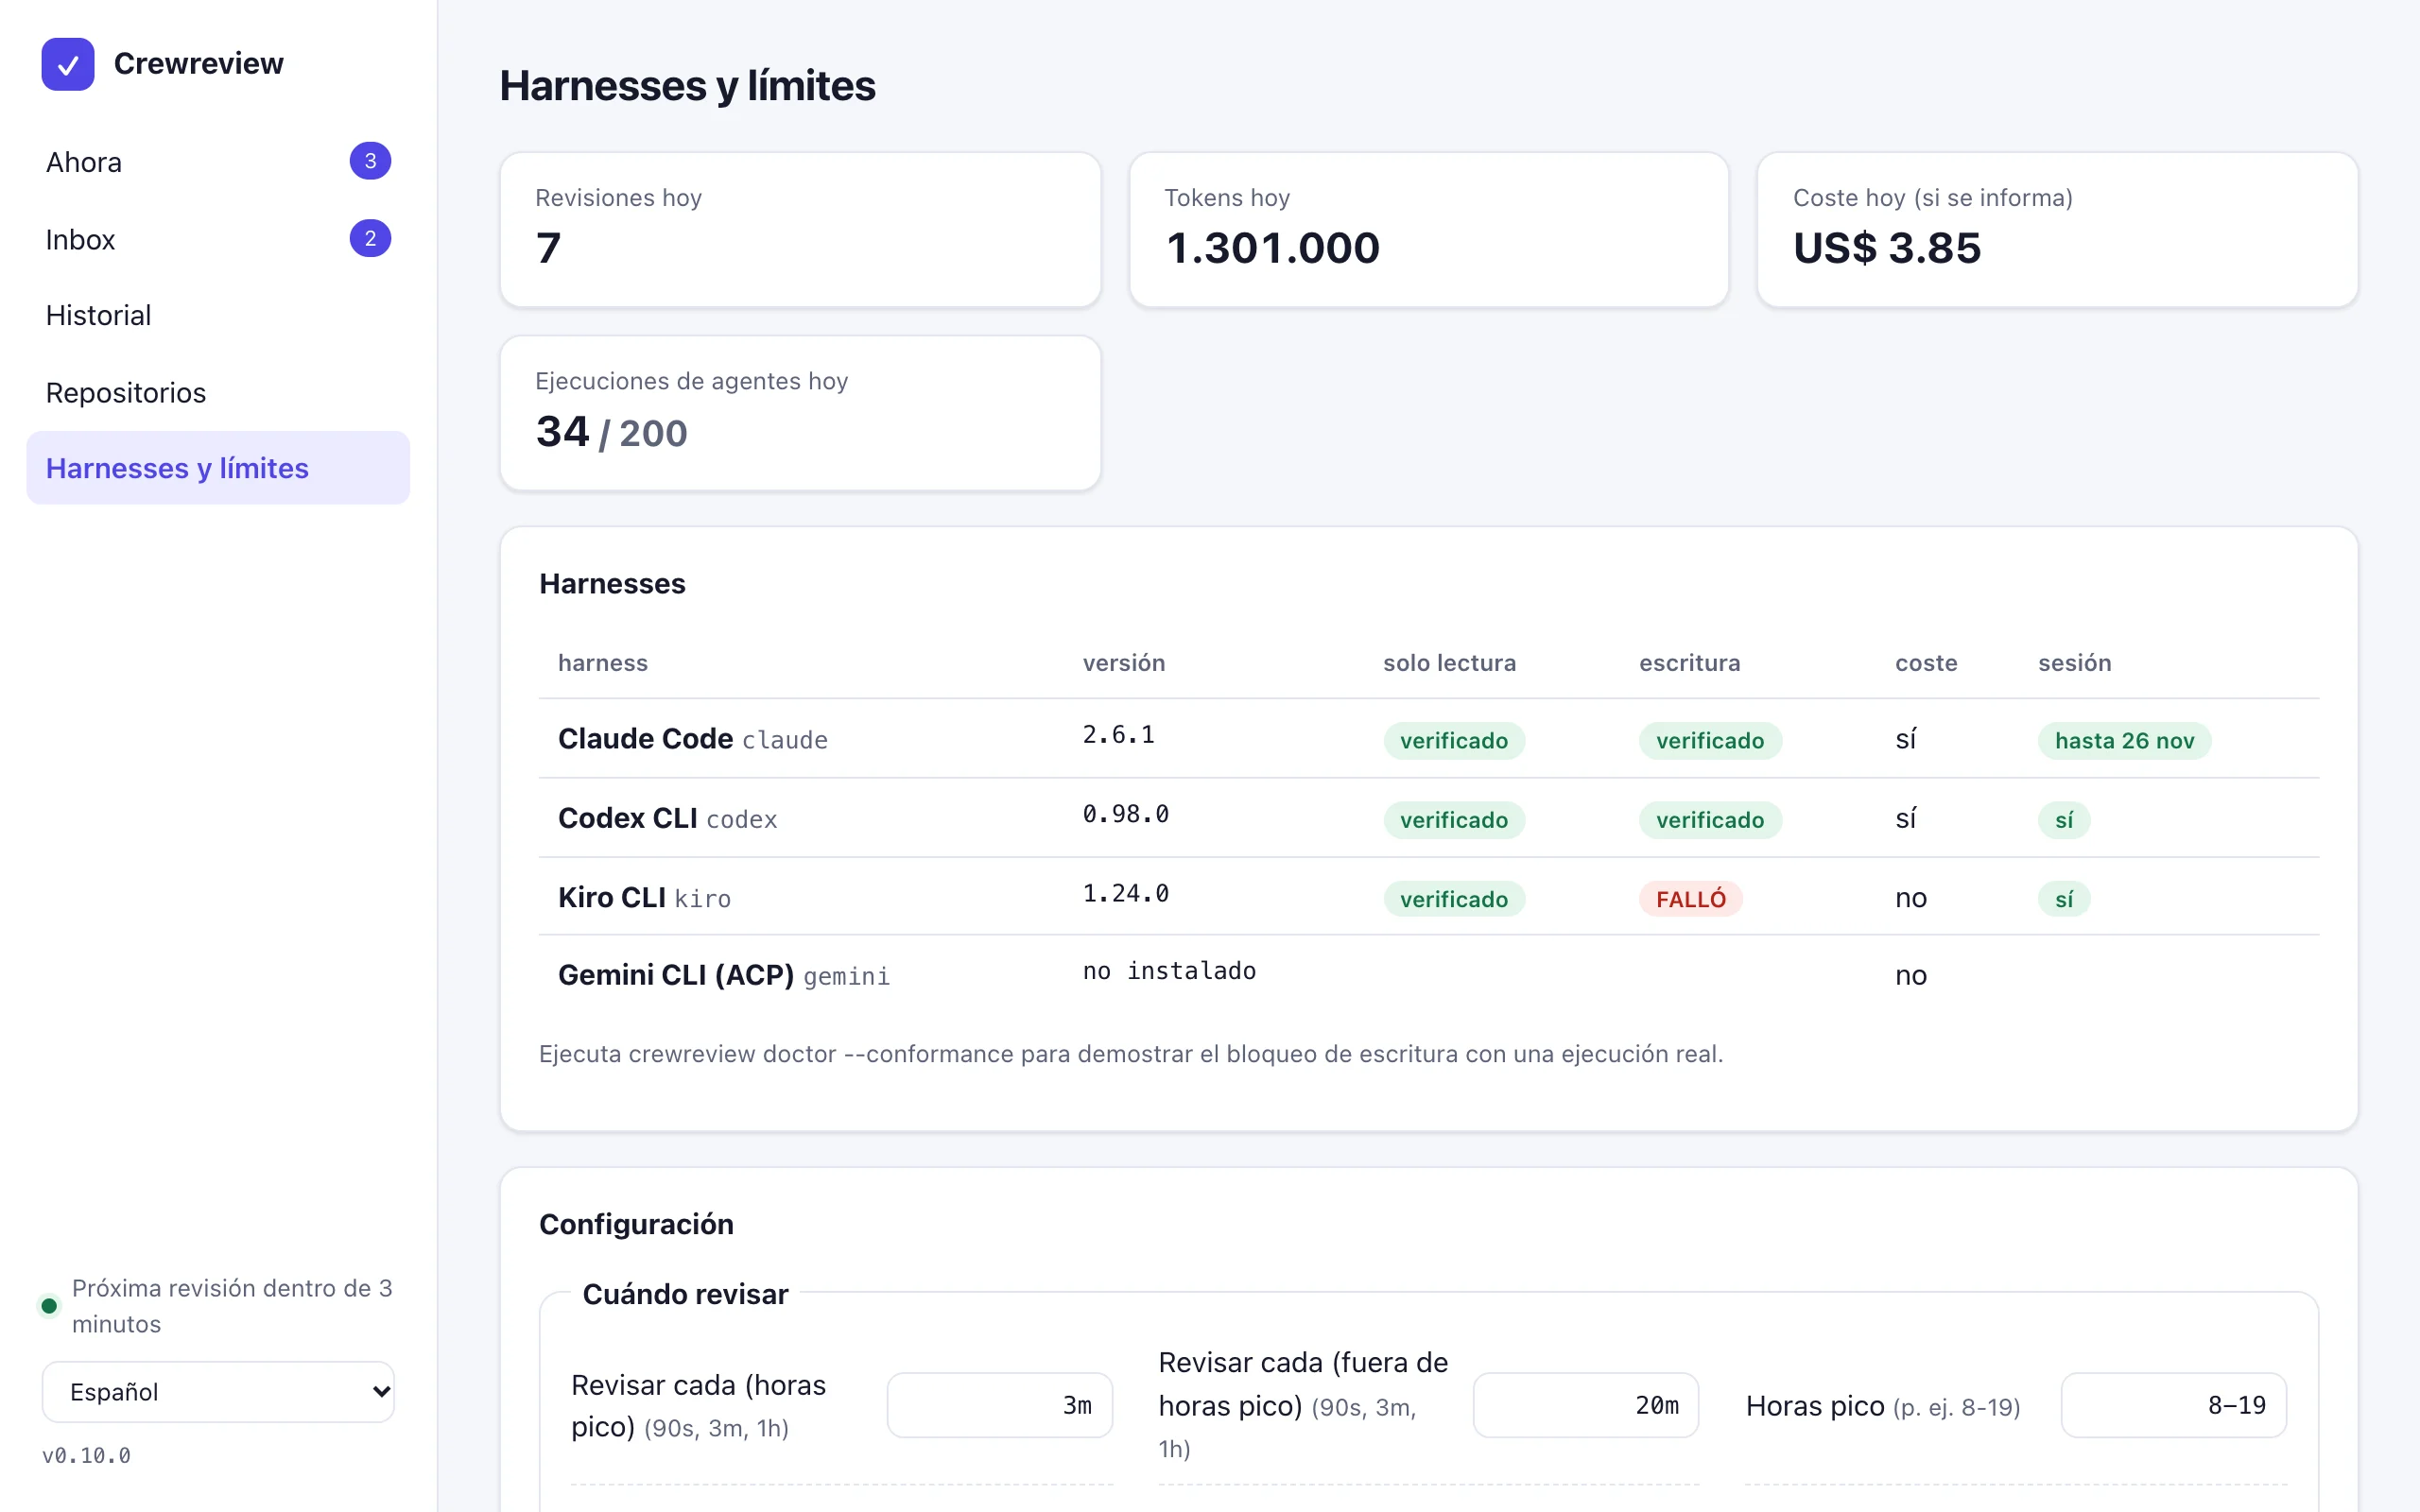 Crewreview
Ahora 3
Inbox 2
Historial
Repositorios
Harnesses y límites
Próxima revisión dentro de 3
minutos
Español
v0.10.0
Harnesses y límites
Revisiones hoy
7
Tokens hoy
1.301.000
Coste hoy (si se informa)
US$ 3.85
Ejecuciones de agentes hoy
34 / 200
Harnesses
harness versión solo lectura escritura coste sesión
Claude Code claude 2.6.1 verificado verificado sí hasta 26 nov
Codex CLI codex 0.98.0 verificado verificado sí sí
Kiro CLI kiro 1.24.0 verificado FALLÓ no sí
Gemini CLI (ACP) gemini no instalado no
Ejecuta crewreview doctor --conformance para demostrar el bloqueo de escritura con una ejecución real.
Configuración
Cuándo revisar
Revisar cada (horas
pico) (90s, 3m, 1h)
3m
Revisar cada (fuera de
horas pico) (90s, 3m,
1h)
20m
Horas pico (p. ej. 8-19)
8–19